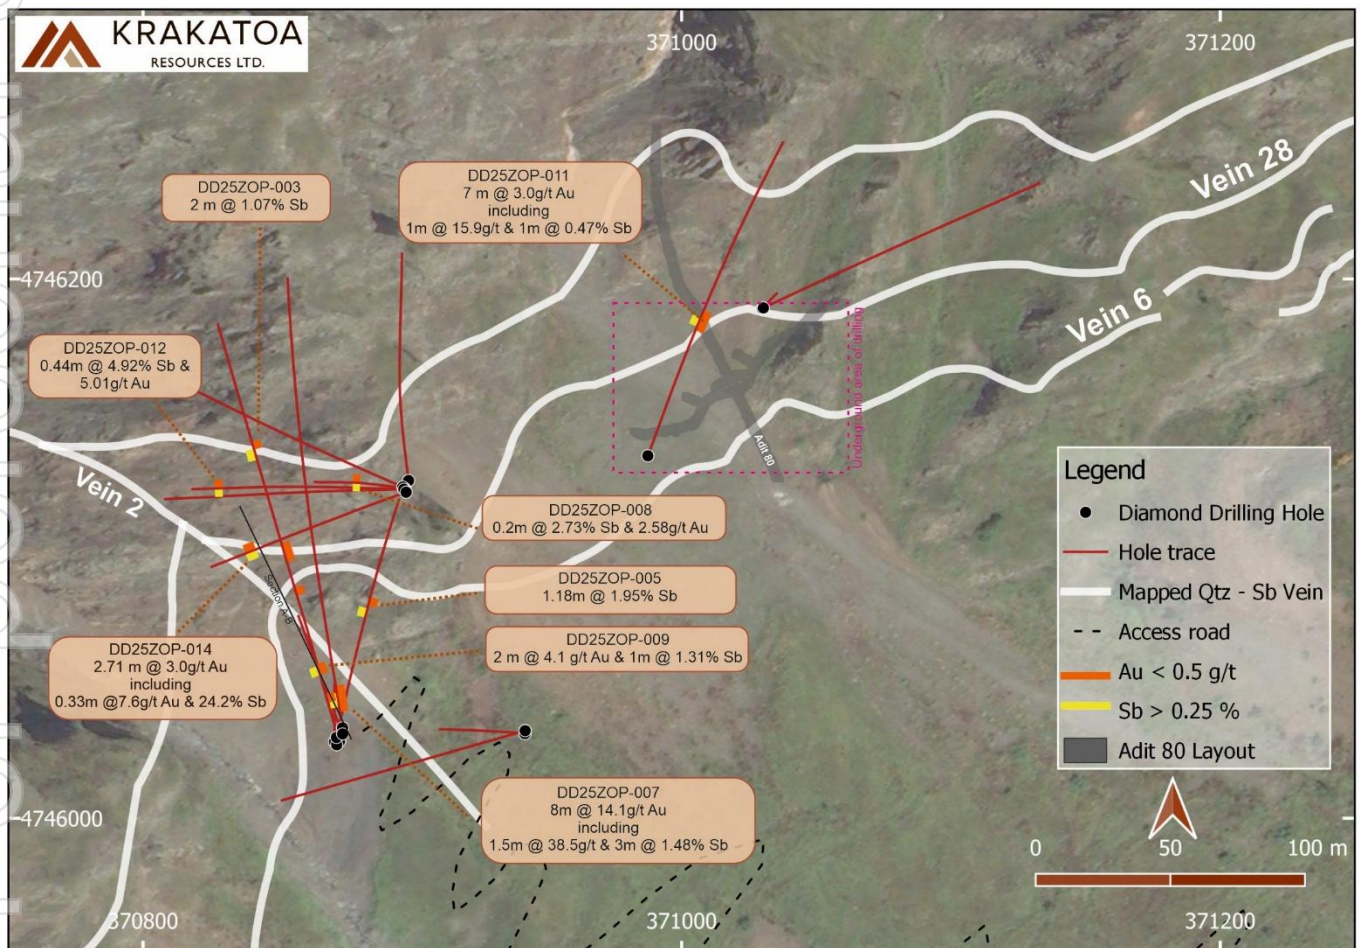 KRAKATOA
RESOURCES LTD.
371000
371200
DD25ZOP-003
2 m @ 1.07% Sb
DD25ZOP-011
7 m @ 3.0g/t Au
including
1m @ 15.9g/t & 1m @ 0.47% Sb
Vein 28
4746200
Vein 6
Underground area of drilling
DD25ZOP-012
0.44m @ 4.92% Sb &
5.01g/t Au
Adit 80
Vein 2
DD25ZOP-008
0.2m @ 2.73% Sb & 2.58g/t Au
Section A-B
DD25ZOP-005
1.18m @ 1.95% Sb
DD25ZOP-009
2 m @ 4.1 g/t Au & 1m @ 1.31% Sb
DD25ZOP-014
2.71 m @ 3.0g/t Au
including
0.33m @7.6g/t Au & 24.2% Sb
DD25ZOP-007
8m @ 14.1g/t Au
including
1.5m @ 38.5g/t & 3m @ 1.48% Sb
Legend
Diamond Drilling Hole
Hole trace
Mapped Qtz - Sb Vein
Access road
Au < 0.5 g/t
Sb > 0.25 %
Adit 80 Layout
4746000
0 50 100 m
370800
371000
371200